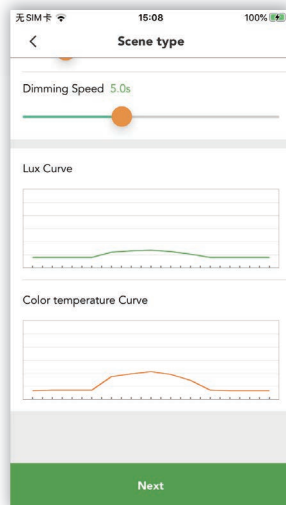 无SIM卡 15:08 100%
Scene type
Dimming Speed 5.0s
Lux Curve
Color temperature Curve
Next